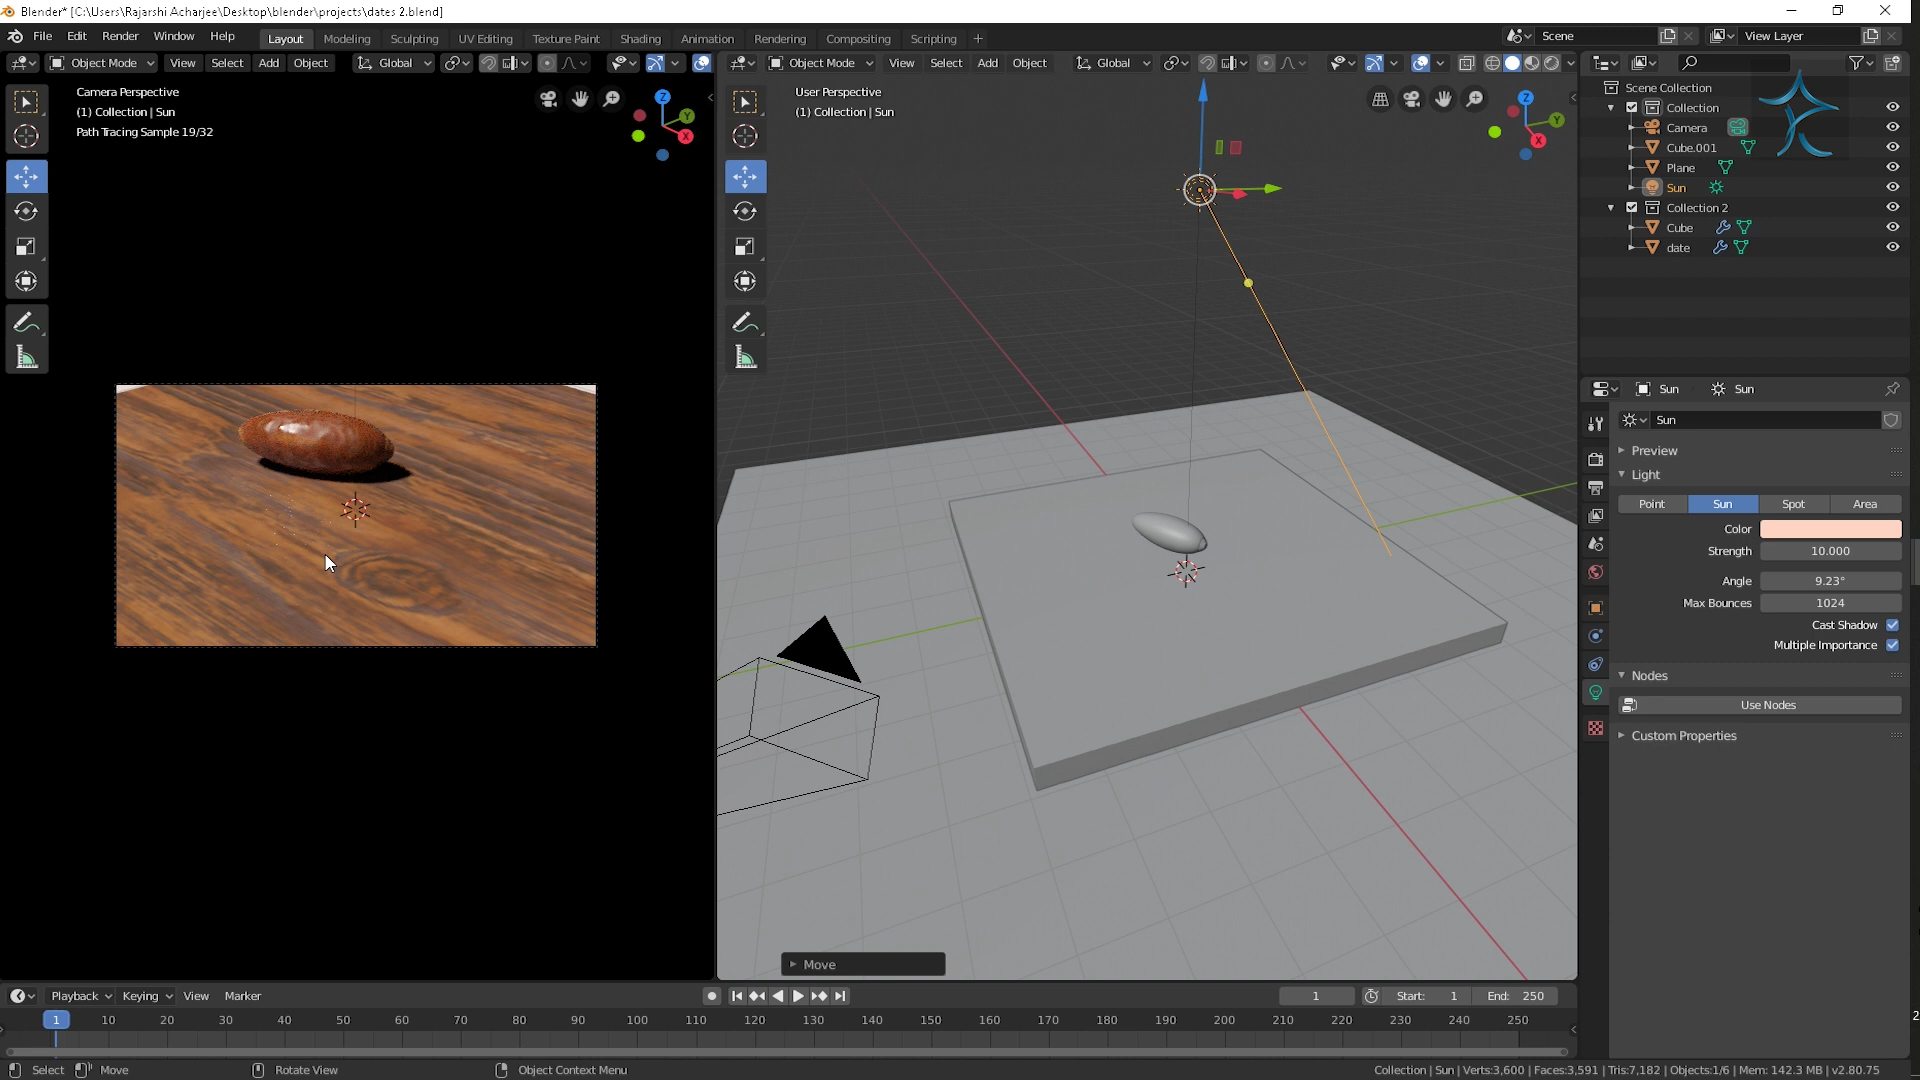 Blender* [C:\Users\Rajarshi Acharjee\Desktop\blender\projects\dates 2.blend]
File Edit Render Window Help Layout Modeling Sculpting UV Editing Texture Paint Shading Animation Rendering Compositing Scripting + Scene View Layer
Object Mode View Select Add Object Global
Object Mode View Select Add Object Global
Camera Perspective
(1) Collection | Sun
Path Tracing Sample 19/32
Z
Y
X
User Perspective
(1) Collection | Sun
Z
Y
X
Scene Collection
Collection
Camera
Cube.001
Plane
Sun
Collection 2
Cube
date
Sun Sun
Sun
Preview
Light
Point Sun Spot Area
Color
Strength 10.000
Angle 9.23°
Max Bounces 1024
Cast Shadow
Multiple Importance
Nodes
Use Nodes
Custom Properties
Move
Playback Keying View Marker 1 Start: 1 End: 250
1 10 20 30 40 50 60 70 80 90 100 110 120 130 140 150 160 170 180 190 200 210 220 230 240 250
2
Select Move Rotate View Object Context Menu Collection | Sun | Verts:3,600 | Faces:3,591 | Tris:7,182 | Objects:1/6 | Mem: 142.3 MB | v2.80.75